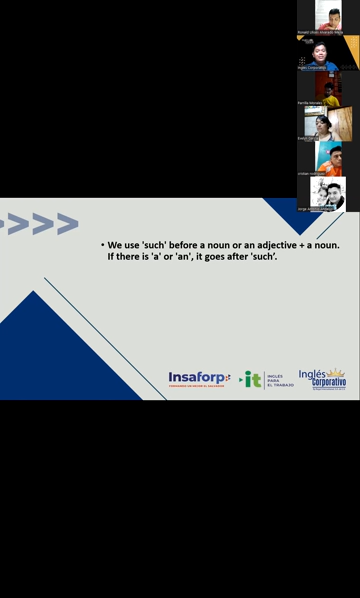 >>>>
• We use 'such' before a noun or an adjective + a noun.
If there is 'a' or 'an', it goes after 'such'.
Insaforp
it
INGLÉS
PARA
EL TRABAJO
Inglés
Corporativo